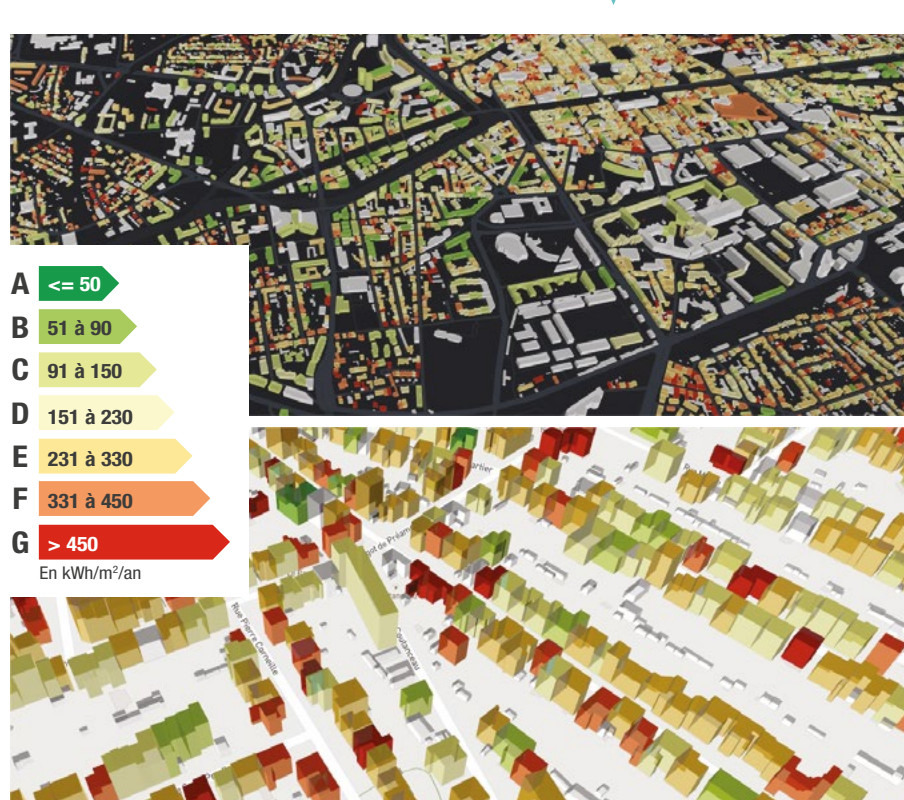 A <= 50
B 51 à 90
C 91 à 150
D 151 à 230
E 231 à 330
F 331 à 450
G > 450
En kWh/m²/an
Rue Pierre Corneille
Coutanceau